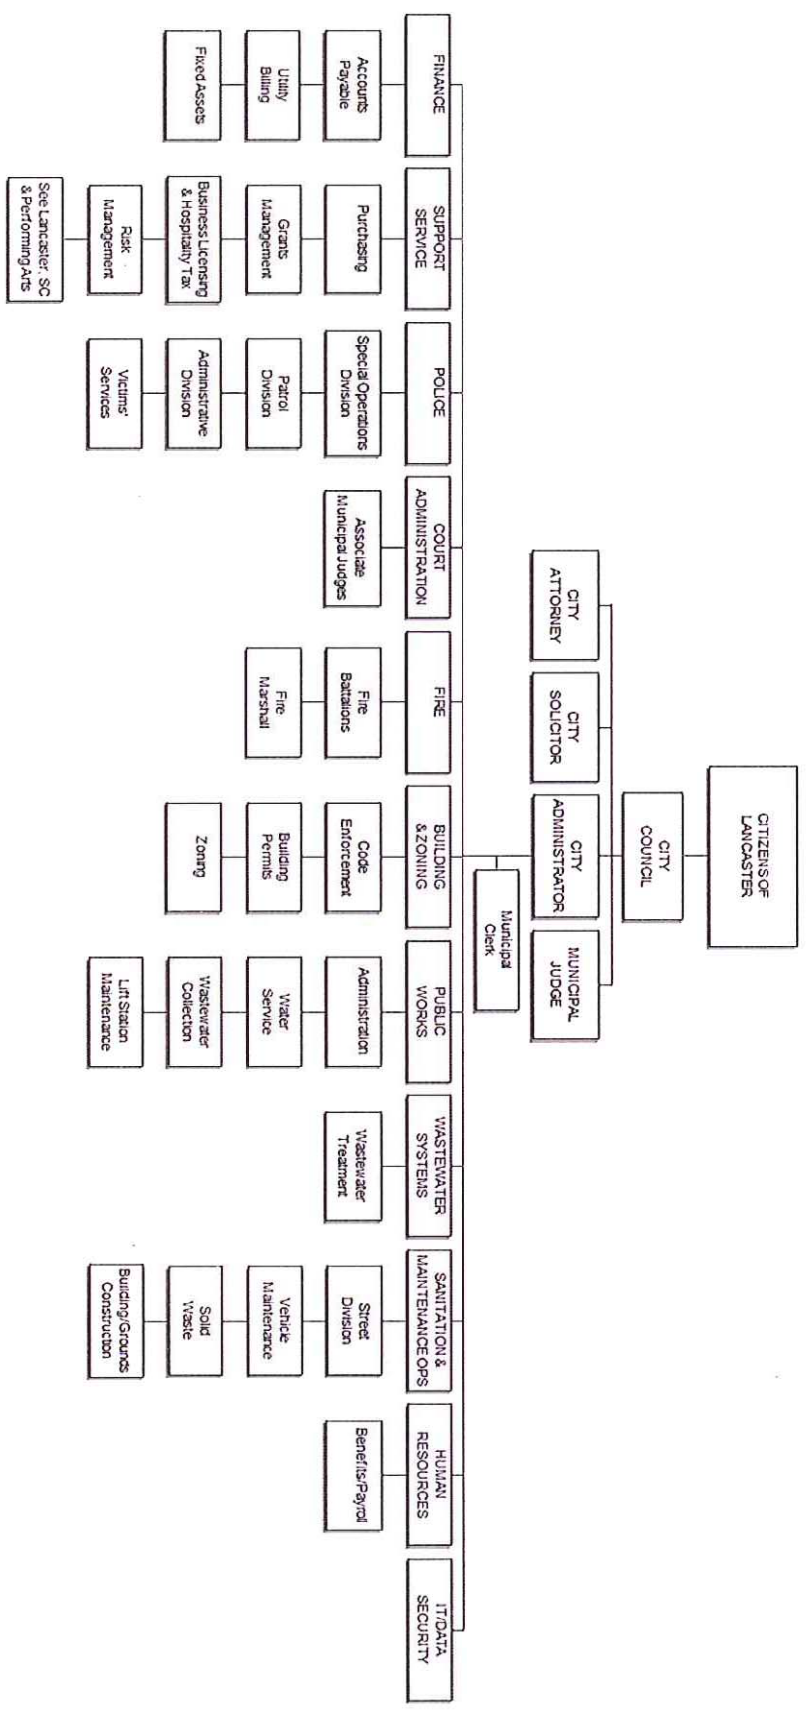 CITIZENS OF
LANCASTER
CITY
COUNCIL
CITY
ATTORNEY
CITY
SOLICITOR
CITY
ADMINISTRATOR
MUNICIPAL
JUDGE
Municipal
Clerk
FINANCE
Accounts
Payable
Utility
Billing
Fixed Assets
SUPPORT
SERVICE
Purchasing
Grants
Management
Business Licensing
& Hospitality Tax
Risk
Management
See Lancaster, SC
& Performing Arts
POLICE
Special Operations
Division
Patrol
Division
Administrative
Division
Victims'
Services
COURT
ADMINISTRATION
Associate
Municipal Judges
FIRE
Fire
Battalions
Fire
Marshall
BUILDING
& ZONING
Code
Enforcement
Building
Permits
Zoning
PUBLIC
WORKS
Administration
Water
Service
Wastewater
Collection
Lift Station
Maintenance
WASTEWATER
SYSTEMS
Wastewater
Treatment
SANITATION &
MAINTENANCE OPS
Street
Division
Vehicle
Maintenance
Solid
Waste
Building/Grounds
Construction
HUMAN
RESOURCES
Benefits/Payroll
IT/DATA
SECURITY